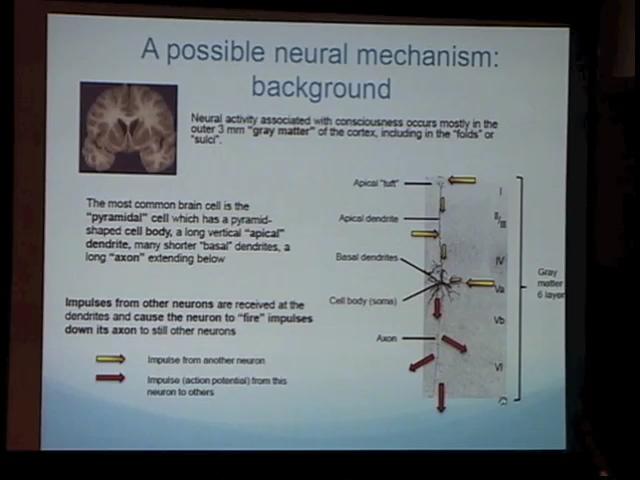 A possible neural mechanism:
background
Neural activity associated with consciousness occurs mostly in the
outer 3 mm "gray matter" of the cortex, including in the "folds" or
"sulci".
The most common brain cell is the
"pyramidal" cell which has a pyramid-
shaped cell body, a long vertical "apical"
dendrite, many shorter "basal" dendrites, a
long "axon" extending below
Impulses from other neurons are received at the
dendrites and cause the neuron to "fire" impulses
down its axon to still other neurons
Impulse from another neuron
Impulse (action potential) from this
neuron to others
Apical "tuft"
Apical dendrite
Basal dendrites
Cell body (soma)
Axon
I
II/III
IV
Va
Vb
VI
Gray
matter
6 layer